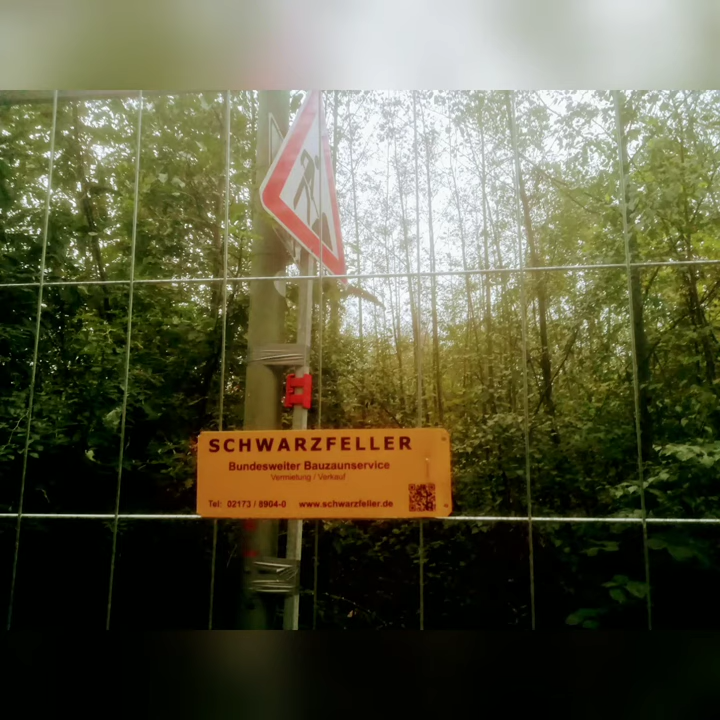 SCHWARZFELLER
Bundesweiter Bauzaunservice
Vermietung / Verkauf
Tel: 02173 / 8904-0 www.schwarzfeller.de